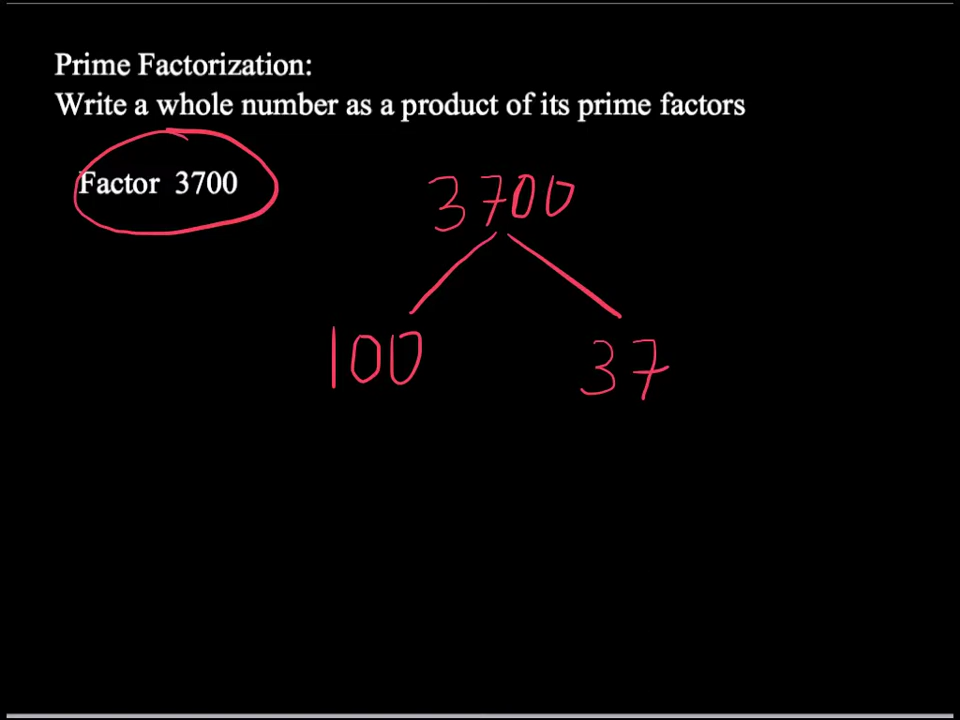 Prime Factorization:
Write a whole number as a product of its prime factors
Factor 3700
3700
100
37